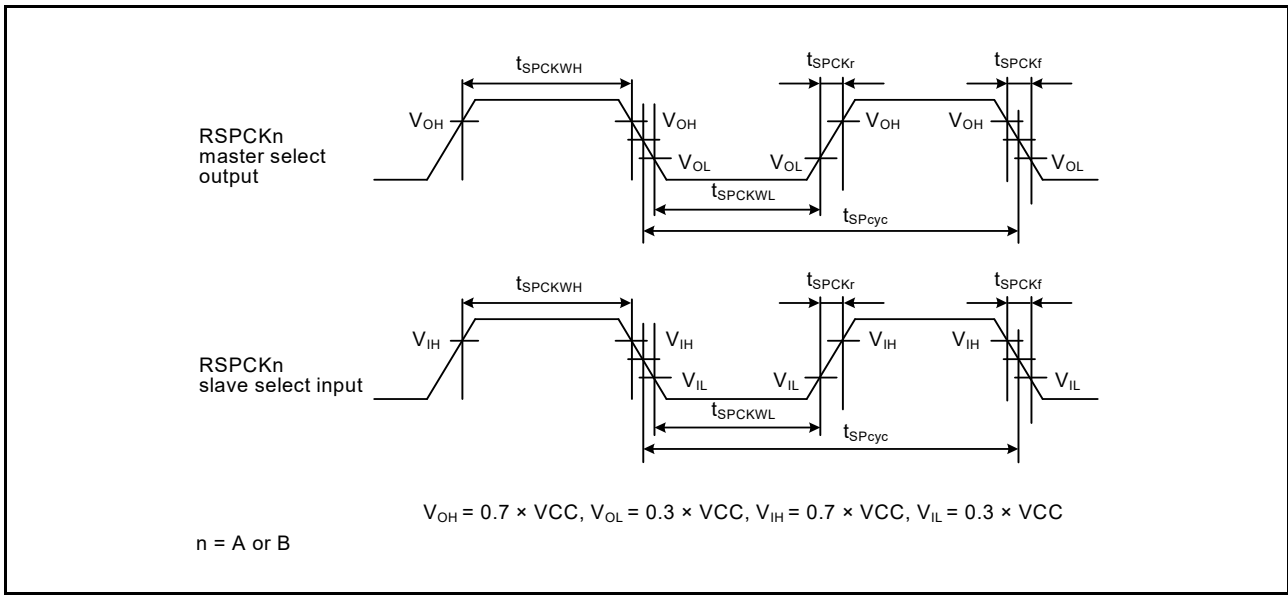 tSPCKWH
tSPCKr
tSPCKf
RSPCKn
master select
output
VOH
VOH
VOL
VOL
VOH
VOH
VOL
tSPCKWL
tSPcyc
tSPCKWH
tSPCKr
tSPCKf
RSPCKn
slave select input
VIH
VIH
VIL
VIL
VIH
VIH
VIL
tSPCKWL
tSPcyc
VOH = 0.7 × VCC, VOL = 0.3 × VCC, VIH = 0.7 × VCC, VIL = 0.3 × VCC
n = A or B